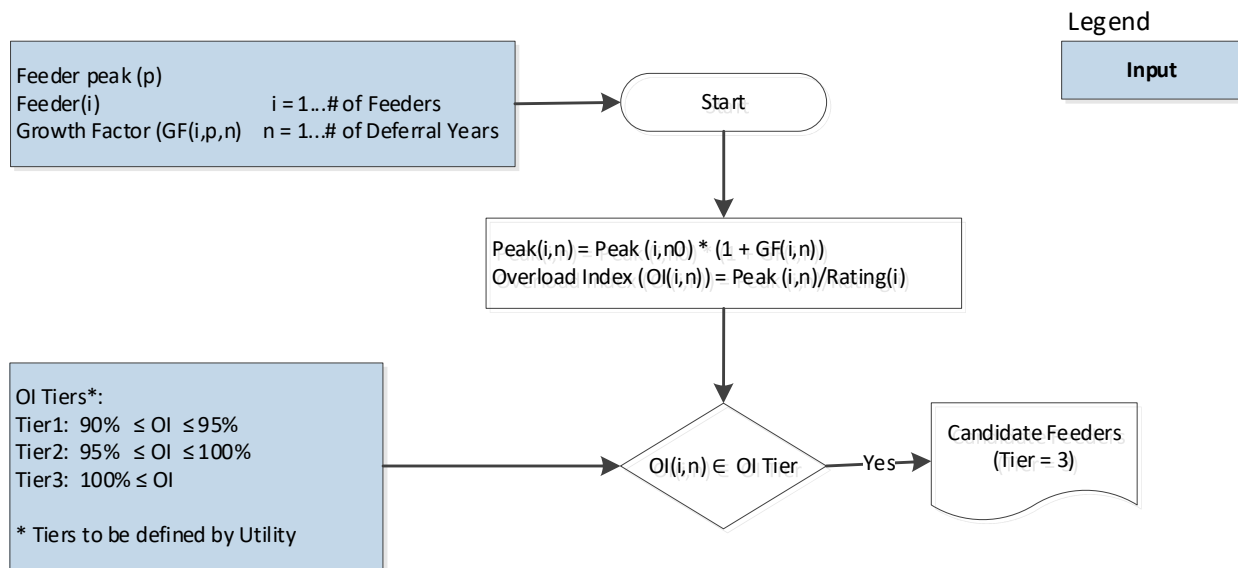 Legend
Input
Feeder peak (p)
Feeder(i) i = 1...# of Feeders
Growth Factor (GF(i,p,n) n = 1...# of Deferral Years
Start
Peak(i,n) = Peak (i,n0) * (1 + GF(i,n))
Overload Index (OI(i,n)) = Peak (i,n)/Rating(i)
OI Tiers*:
Tier1: 90% ≤ OI ≤ 95%
Tier2: 95% ≤ OI ≤ 100%
Tier3: 100% ≤ OI
* Tiers to be defined by Utility
OI(i,n) ∈ OI Tier
Yes
Candidate Feeders
(Tier = 3)